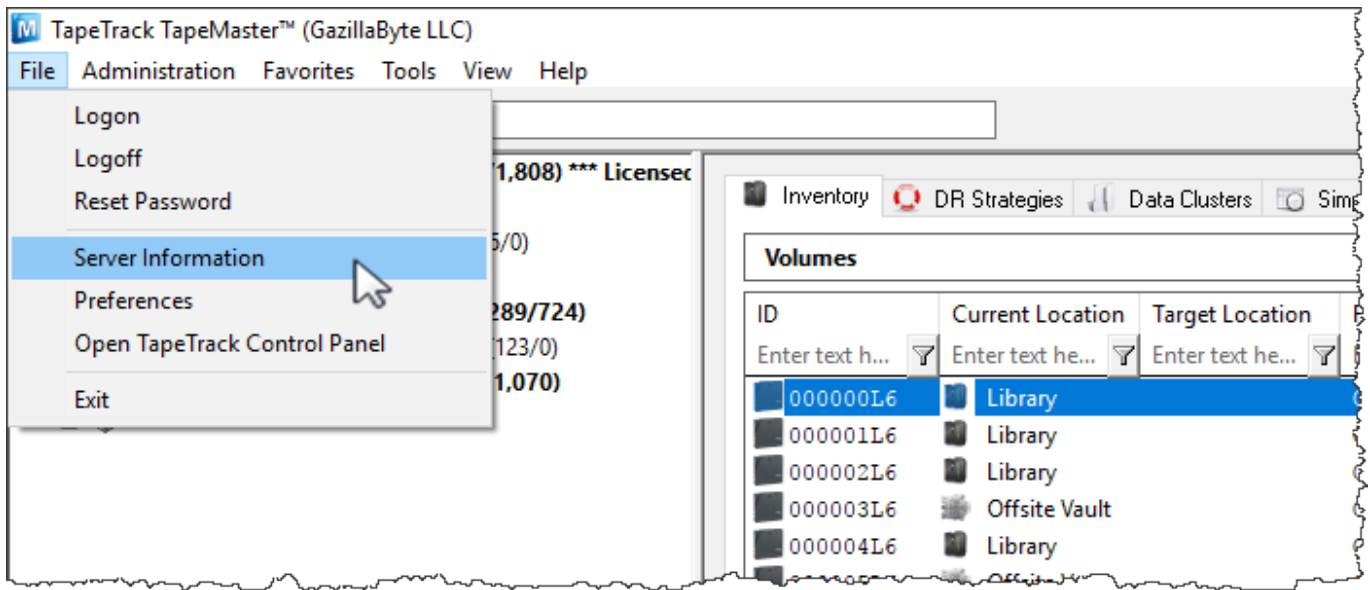 TapeTrack TapeMaster™ (GazillaByte LLC)
File Administration Favorites Tools View Help
Logon
Logoff
Reset Password
Server Information
Preferences
Open TapeTrack Control Panel
Exit
1,808) *** Licensed
/0)
289/724)
(123/0)
1,070)
Inventory DR Strategies Data Clusters
Volumes
ID Current Location Target Location
Enter text h... Enter text he... Enter text he...
000000L6 Library
000001L6 Library
000002L6 Library
000003L6 Offsite Vault
000004L6 Library